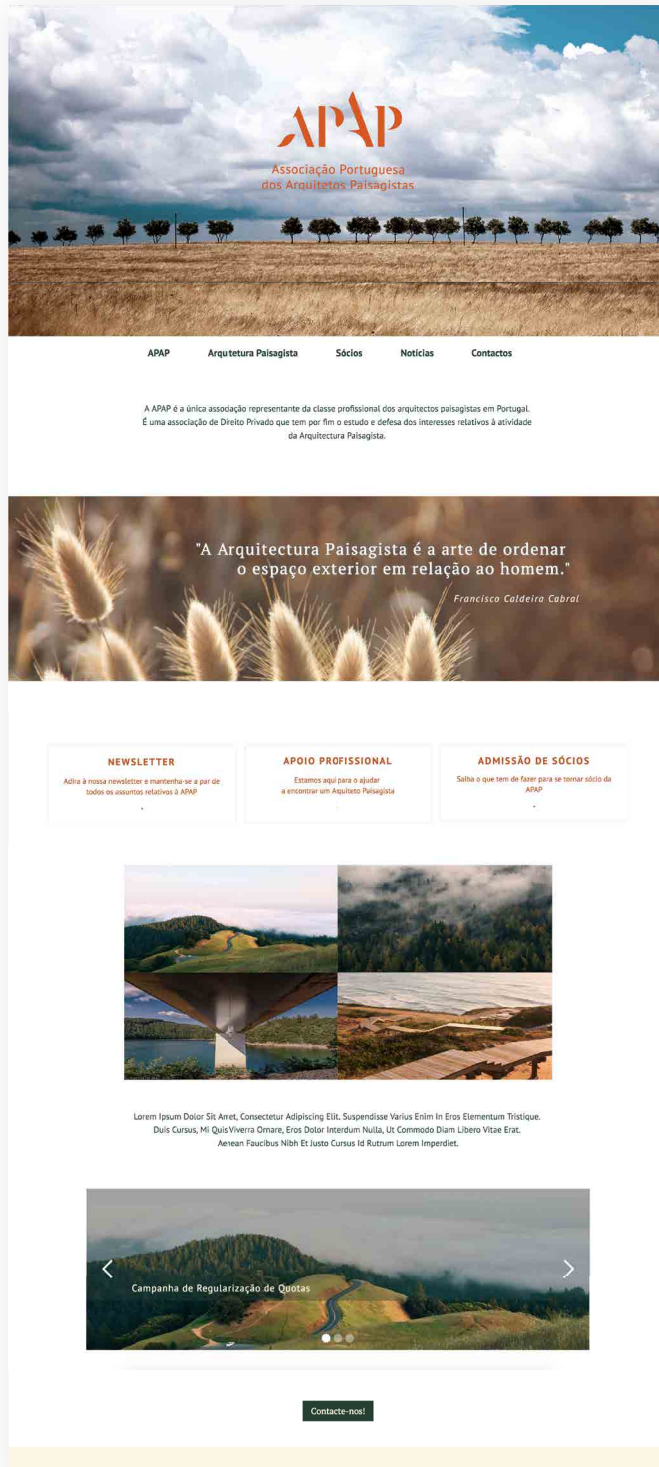 APAP
Associação Portuguesa
dos Arquitetos Paisagistas
APAP Arqutetura Paisagista Sócios Notícias Contactos
A APAP é a única associação representante da classe profissional dos arquitectos paisagistas em Portugal.
É uma associação de Direito Privado que tem por fim o estudo e defesa dos interesses relativos à atividade
da Arquitectura Paisagista.
"A Arquitectura Paisagista é a arte de ordenar
o espaço exterior em relação ao homem."
Francisco Caldeira Cabral
NEWSLETTER
Adira à nossa newsletter e mantenha-se a par de
todos os assuntos relativos à APAP
APOIO PROFISSIONAL
Estamos aqui para o ajudar
a encontrar um Aquiteto Paisagista
ADMISSÃO DE SÓCIOS
Saiba o que tem de fazer para se tornar sócio da
APAP
Lorem Ipsum Dolor Sit Amet, Consectetur Adipiscing Elit. Suspendisse Varius Enim In Eros Elementum Tristique.
Duis Cursus, Mi Quis Viverra Ornare, Eros Dolor Interdum Nulla, Ut Commodo Diam Libero Vitae Erat.
Aenean Faucibus Nibh Et Justo Cursus Id Rutrum Lorem Imperdiet.
Campanha de Regularização de Quotas
Contacte-nos!